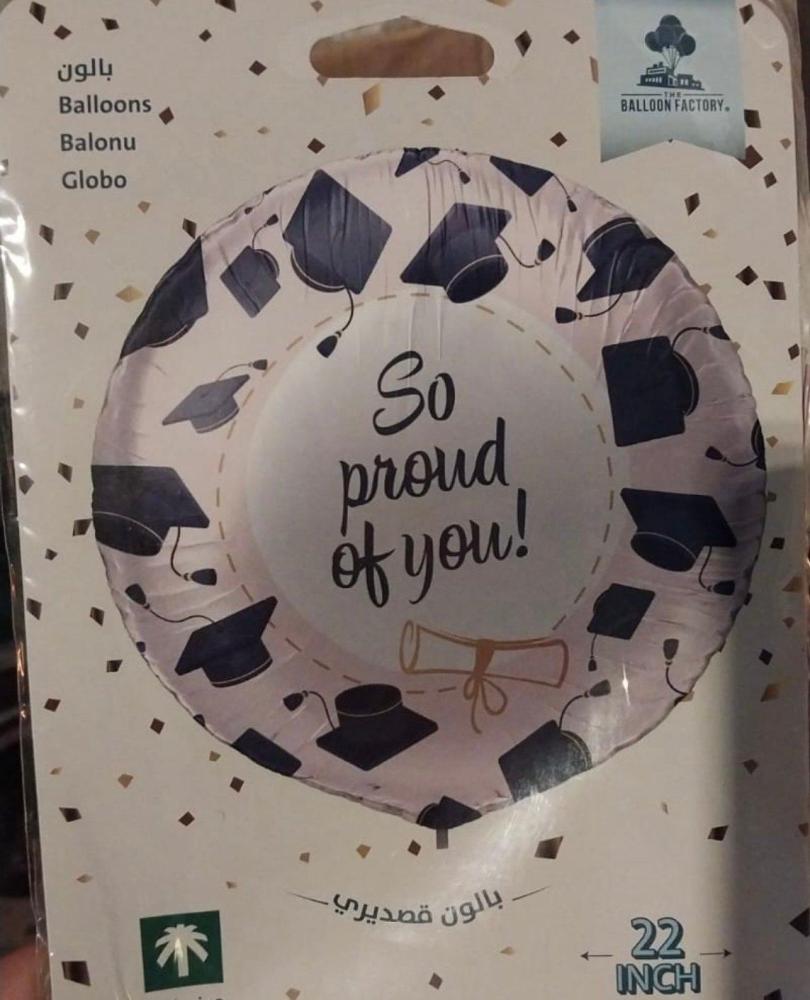 بالون
Balloons
Balonu
Globo
THE
BALLOON FACTORY
So
proud
of you!
بالون قصديري
22
INCH